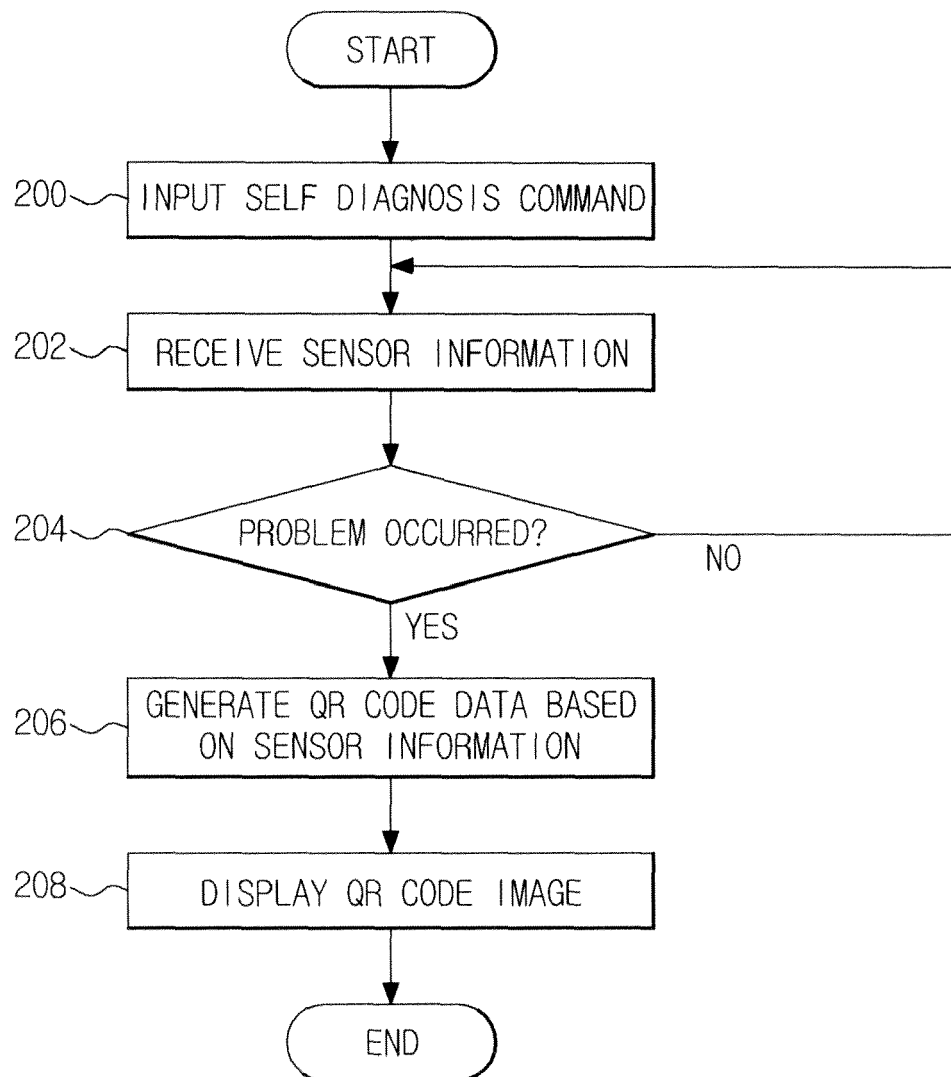 START
200 INPUT SELF DIAGNOSIS COMMAND
202 RECEIVE SENSOR INFORMATION
204 PROBLEM OCCURRED?
NO
YES
206 GENERATE QR CODE DATA BASED
ON SENSOR INFORMATION
208 DISPLAY QR CODE IMAGE
END